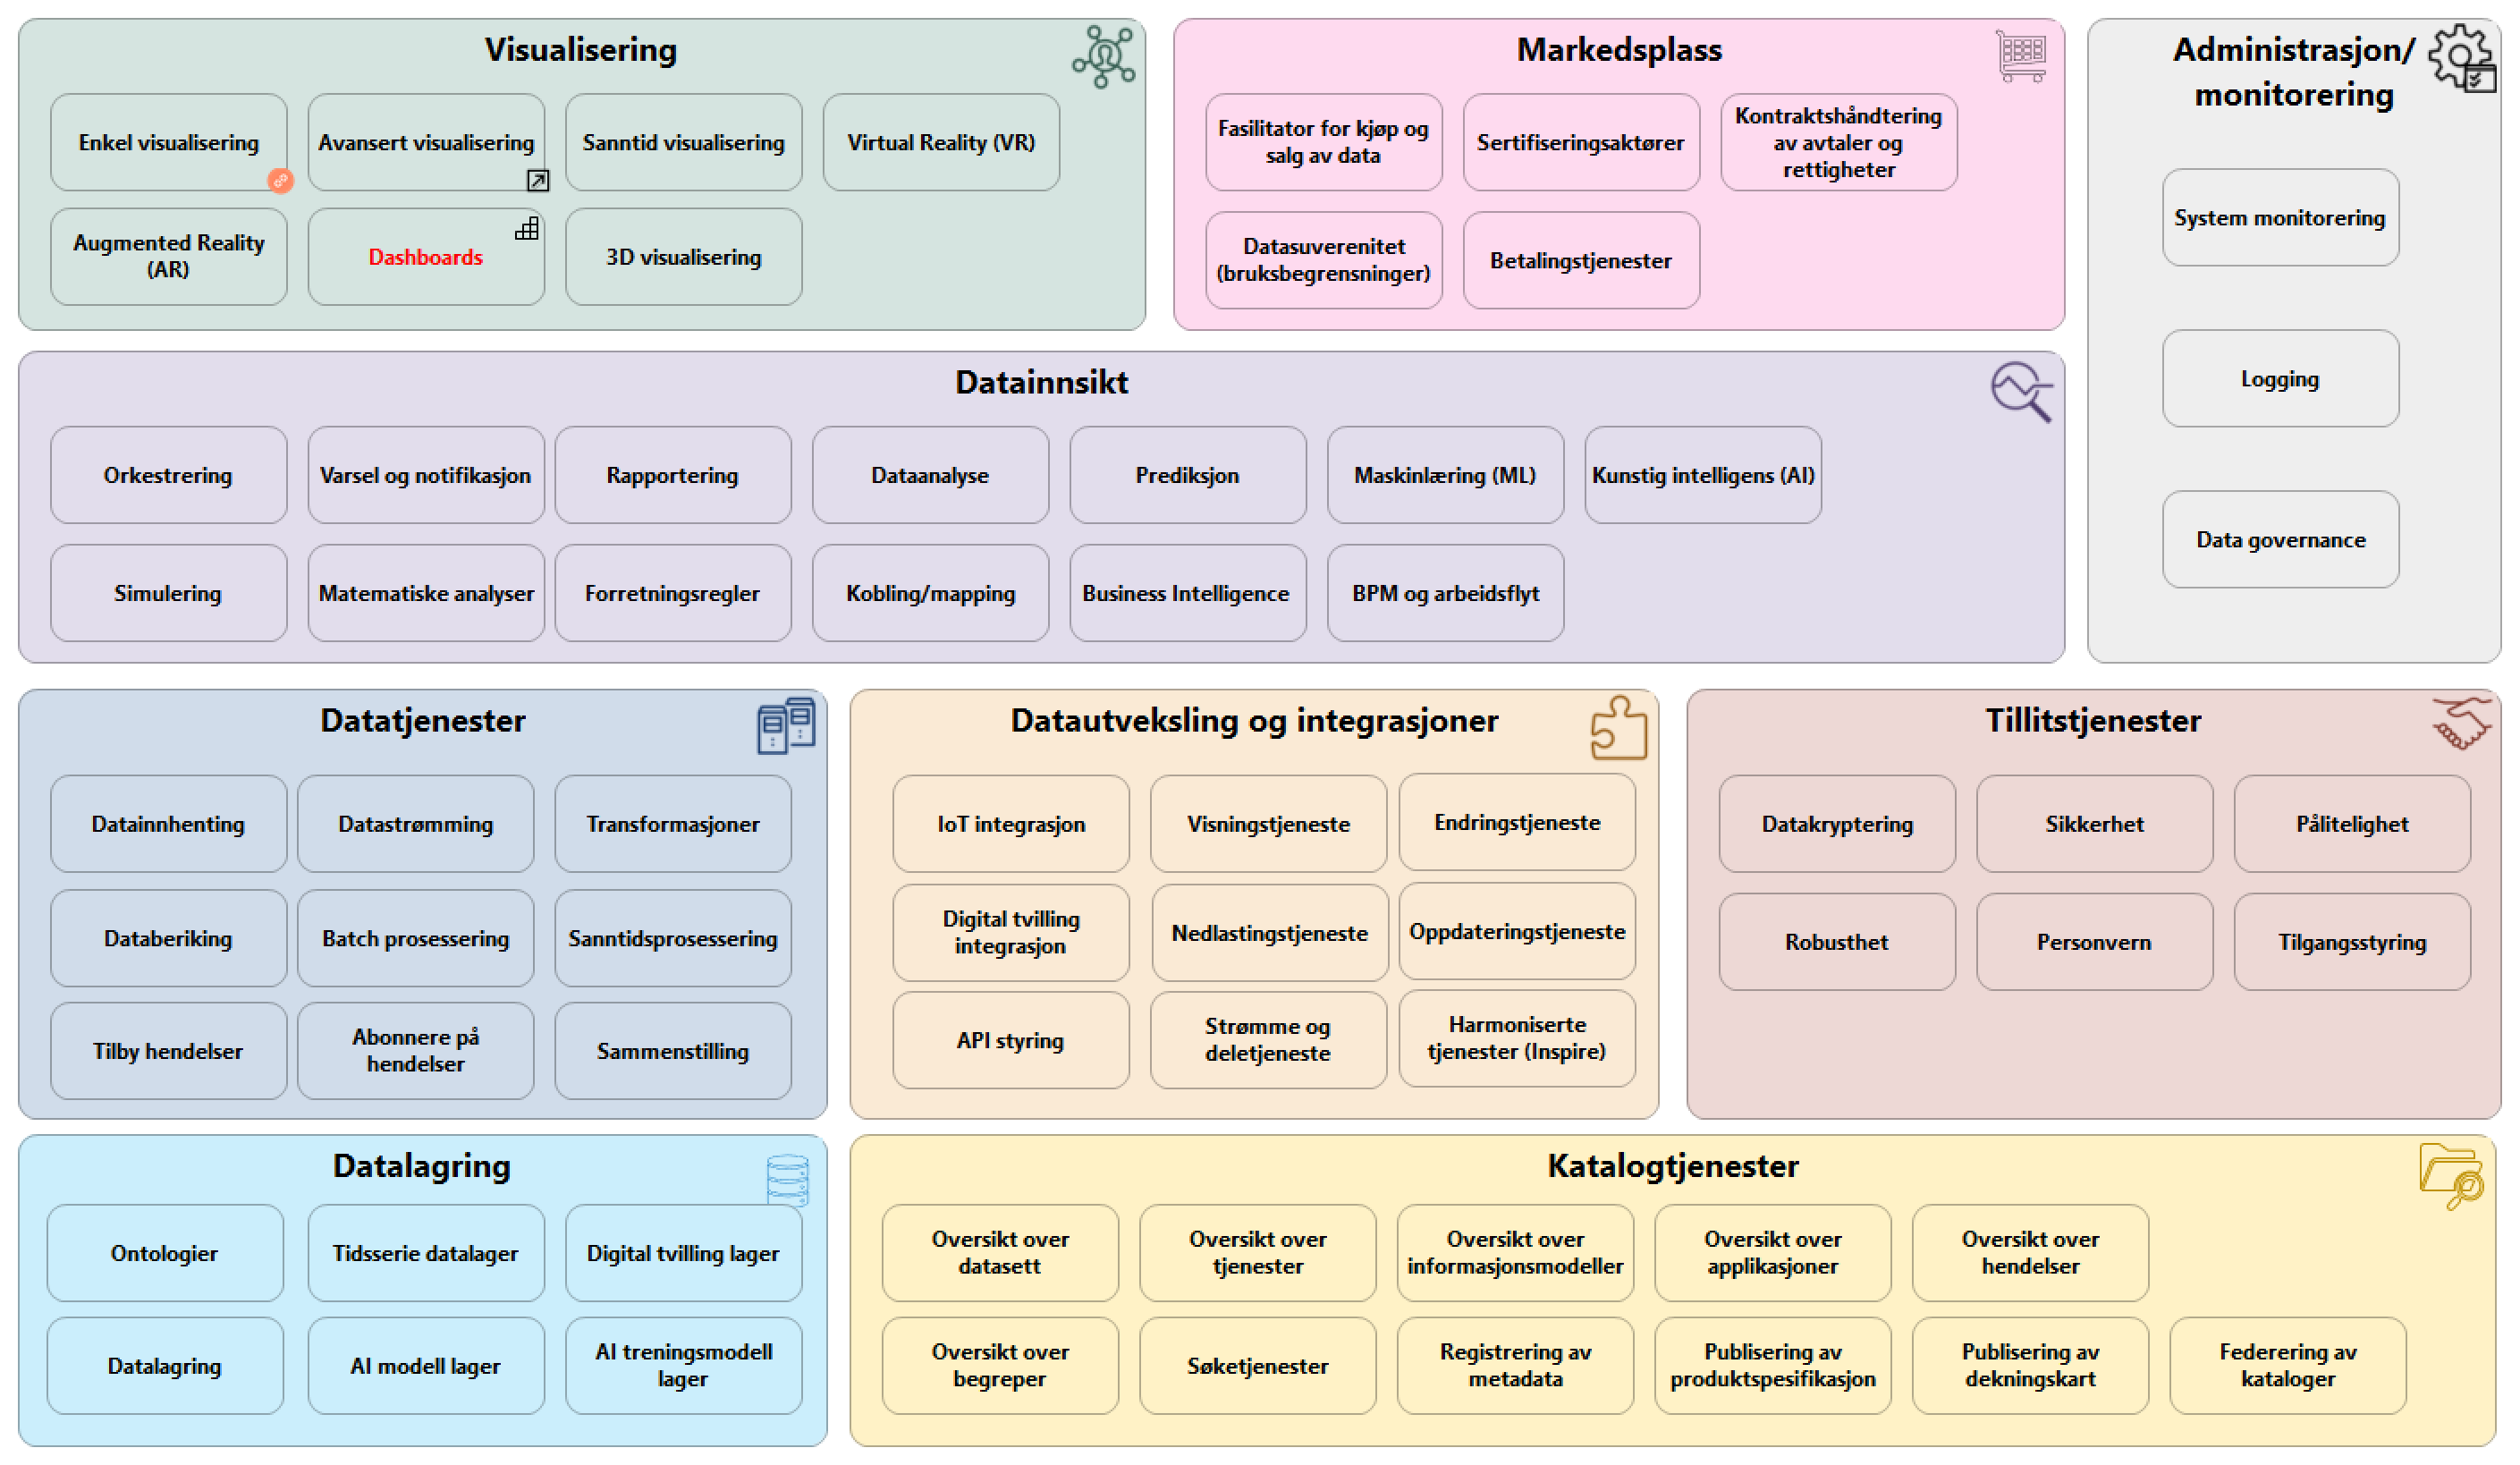 Visualisering
Enkel visualisering
Avansert visualisering
Sanntid visualisering
Virtual Reality (VR)
Augmented Reality
(AR)
Dashboards
3D visualisering
Markedsplass
Fasilitator for kjøp og
salg av data
Sertifiseringsaktører
Kontraktshåndtering
av avtaler og
rettigheter
Datasuverenitet
(bruksbegrensninger)
Betalingstjenester
Administrasjon/
monitorering
System monitorering
Logging
Data governance
Datainnsikt
Orkestrering
Varsel og notifikasjon
Rapportering
Dataanalyse
Prediksjon
Maskinlæring (ML)
Kunstig intelligens (AI)
Simulering
Matematiske analyser
Forretningsregler
Kobling/mapping
Business Intelligence
BPM og arbeidsflyt
Datatjenester
Datainnhenting
Datastrømming
Transformasjoner
Databeriking
Batch prosessering
Sanntidsprosessering
Tilby hendelser
Abonnere på
hendelser
Sammenstilling
Datautveksling og integrasjoner
IoT integrasjon
Visningstjeneste
Endringstjeneste
Digital tvilling
integrasjon
Nedlastingstjeneste
Oppdateringstjeneste
API styring
Strømme og
deletjeneste
Harmoniserte
tjenester (Inspire)
Tillitstjenester
Datakryptering
Sikkerhet
Pålitelighet
Robusthet
Personvern
Tilgangsstyring
Datalagring
Ontologier
Tidsserie datalager
Digital tvilling lager
Datalagring
AI modell lager
AI treningsmodell
lager
Katalogtjenester
Oversikt over
datasett
Oversikt over
tjenester
Oversikt over
informasjonsmodeller
Oversikt over
applikasjoner
Oversikt over
hendelser
Oversikt over
begreper
Søketjenester
Registrering av
metadata
Publisering av
produktspesifikasjon
Publisering av
dekningskart
Federering av
kataloger